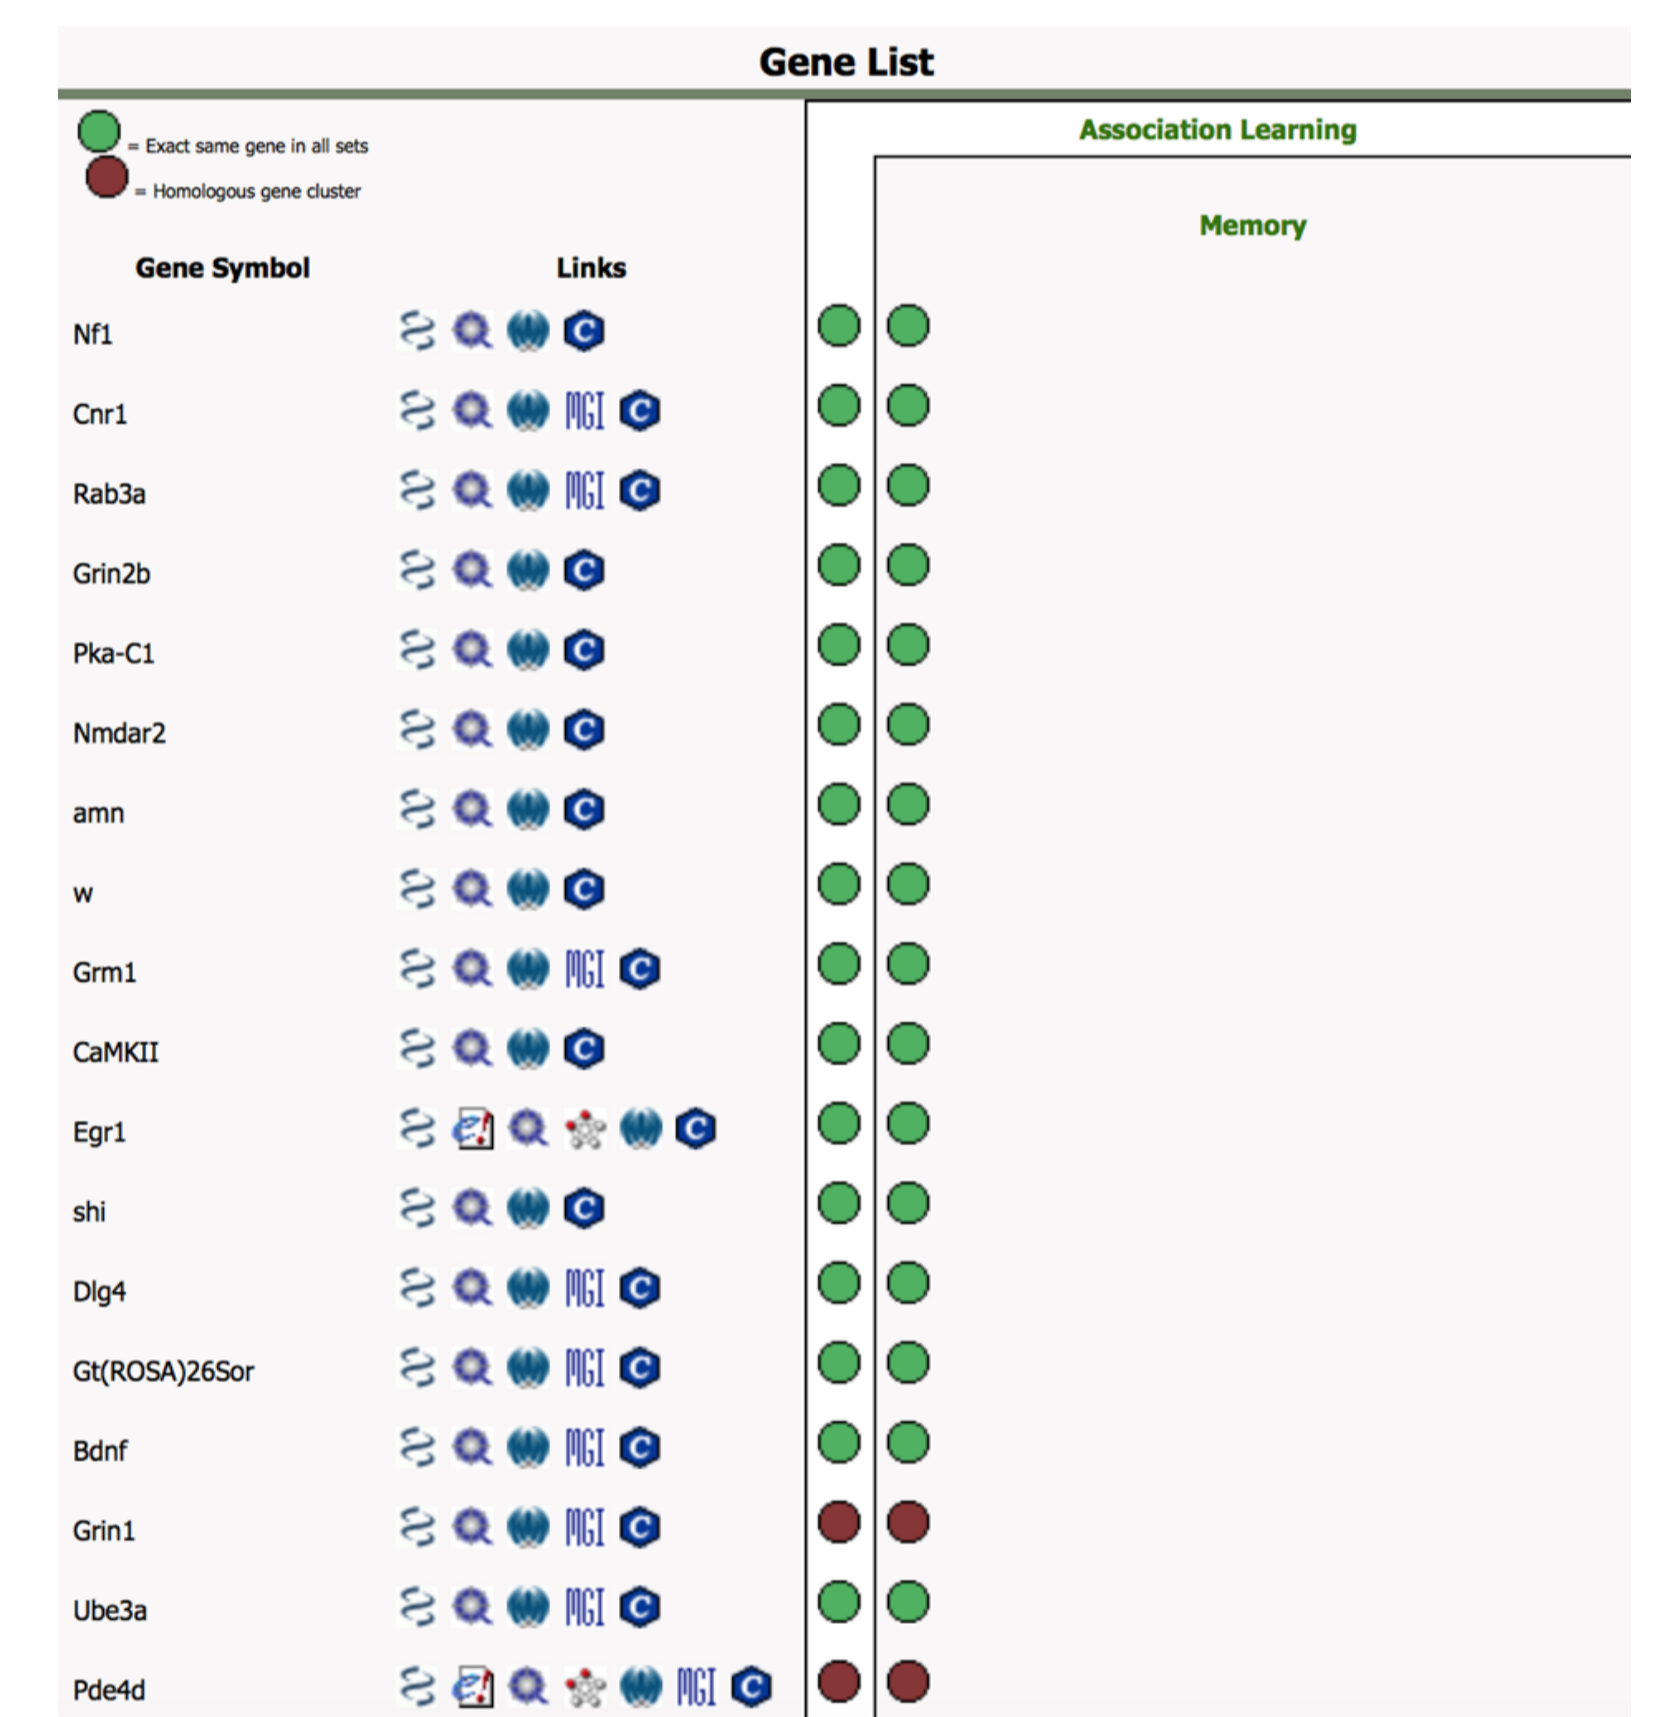 Gene List
= Exact same gene in all sets
= Homologous gene cluster
Association Learning
Memory
Gene Symbol Links
Nf1 C
Cnr1 MGI C
Rab3a MGI C
Grin2b C
Pka-C1 C
Nmdar2 C
amn C
w C
Grm1 MGI C
CaMKII C
Egr1 e! C
shi C
Dlg4 MGI C
Gt(ROSA)26Sor MGI C
Bdnf MGI C
Grin1 MGI C
Ube3a MGI C
Pde4d e! MGI C